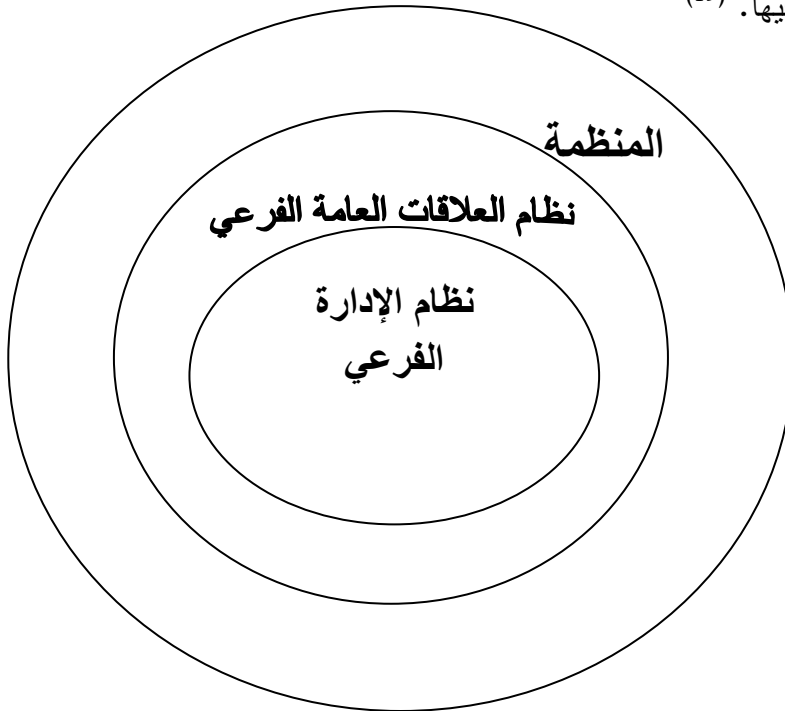 المنظمة
نظام العلاقات العامة الفرعي
نظام الإدارة
الفرعي